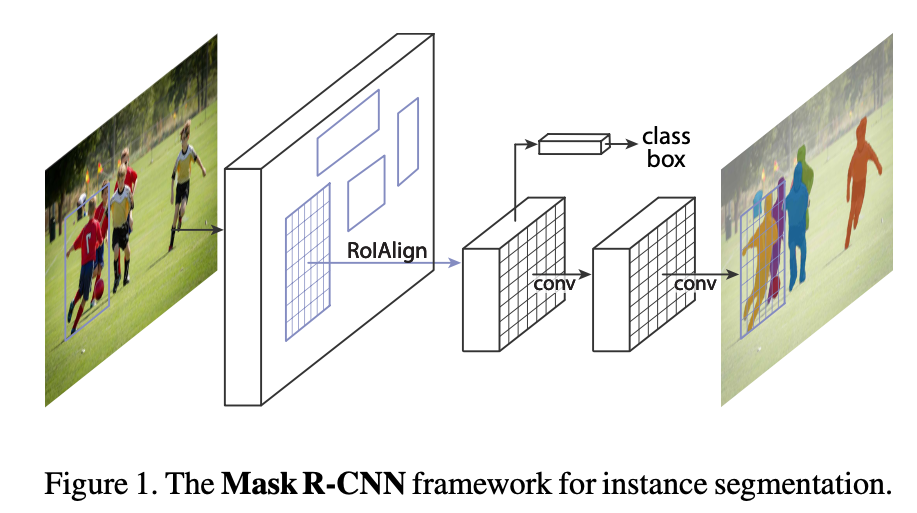 class
box
RoIAlign
conv
conv
Figure 1. The Mask R-CNN framework for instance segmentation.